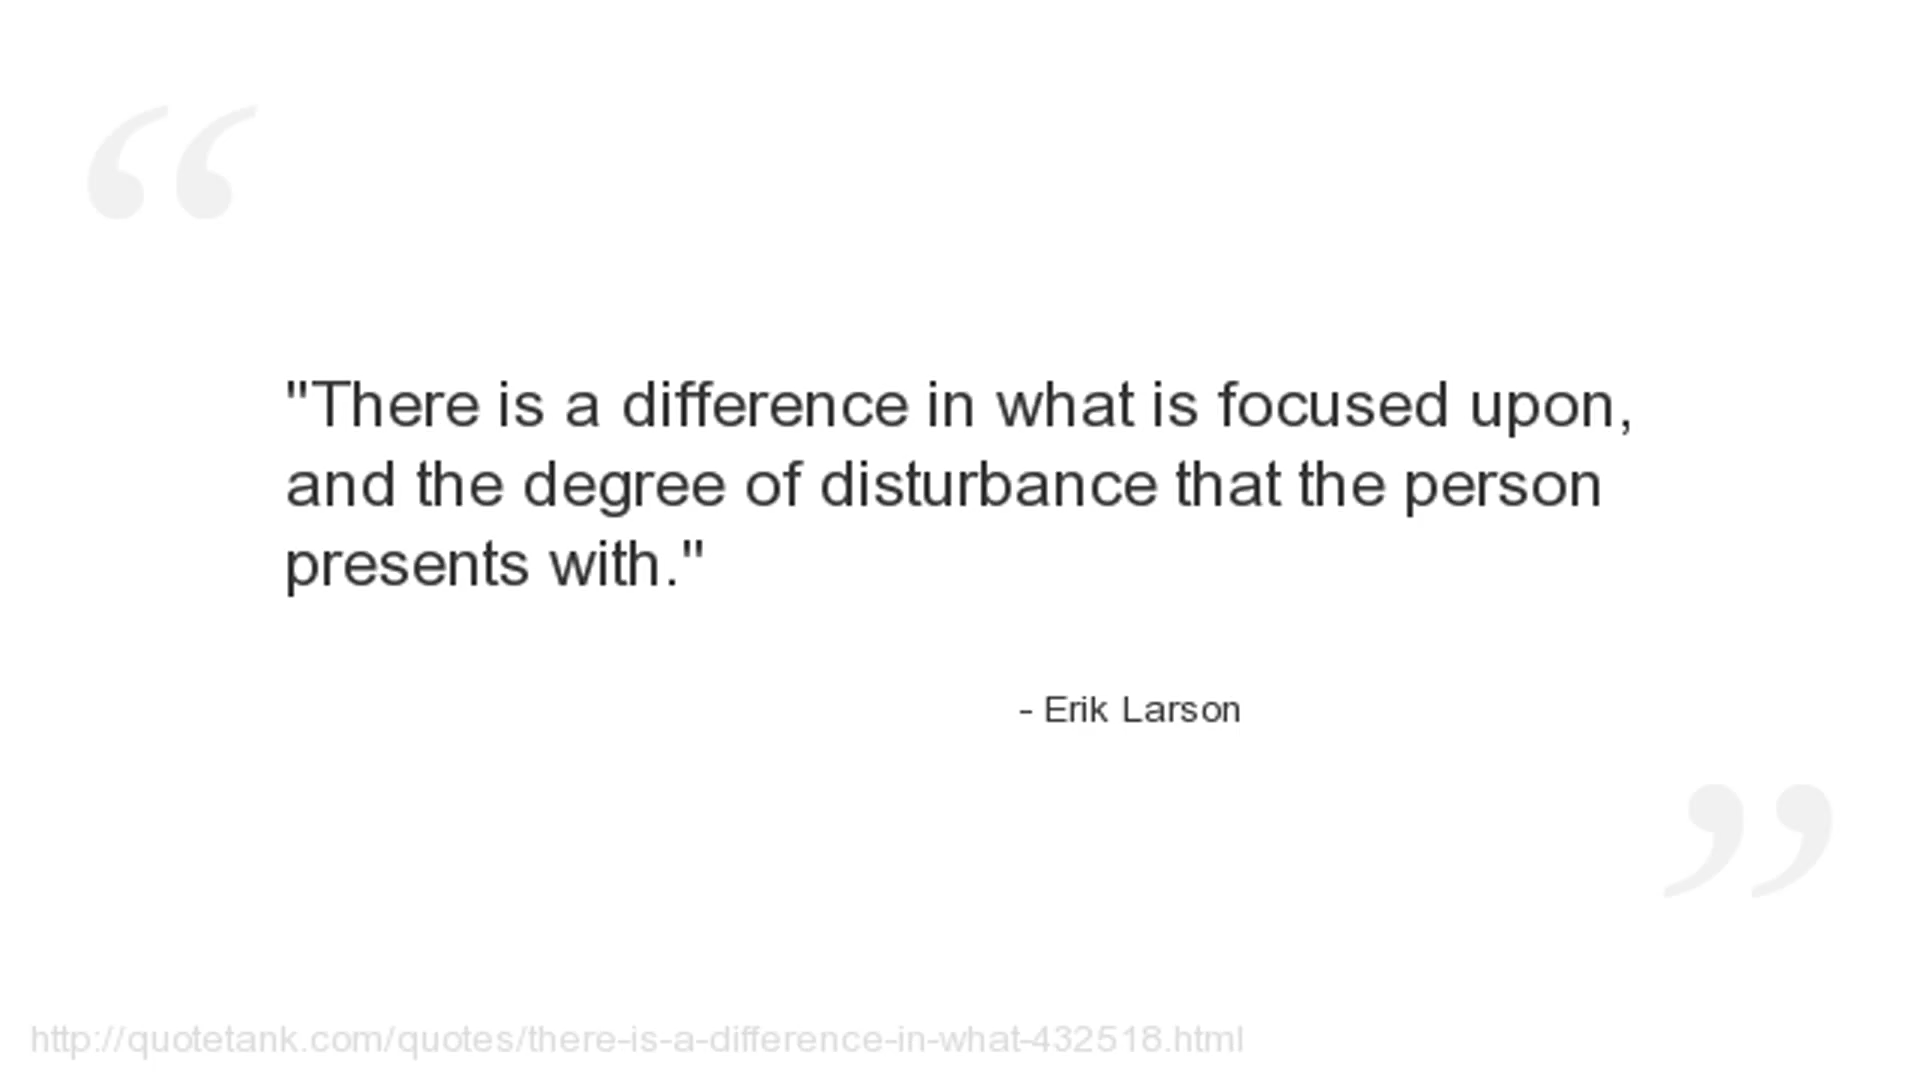 "There is a difference in what is focused upon,
and the degree of disturbance that the person
presents with."
- Erik Larson
http://quotetank.com/quotes/there-is-a-difference-in-what-432518.html